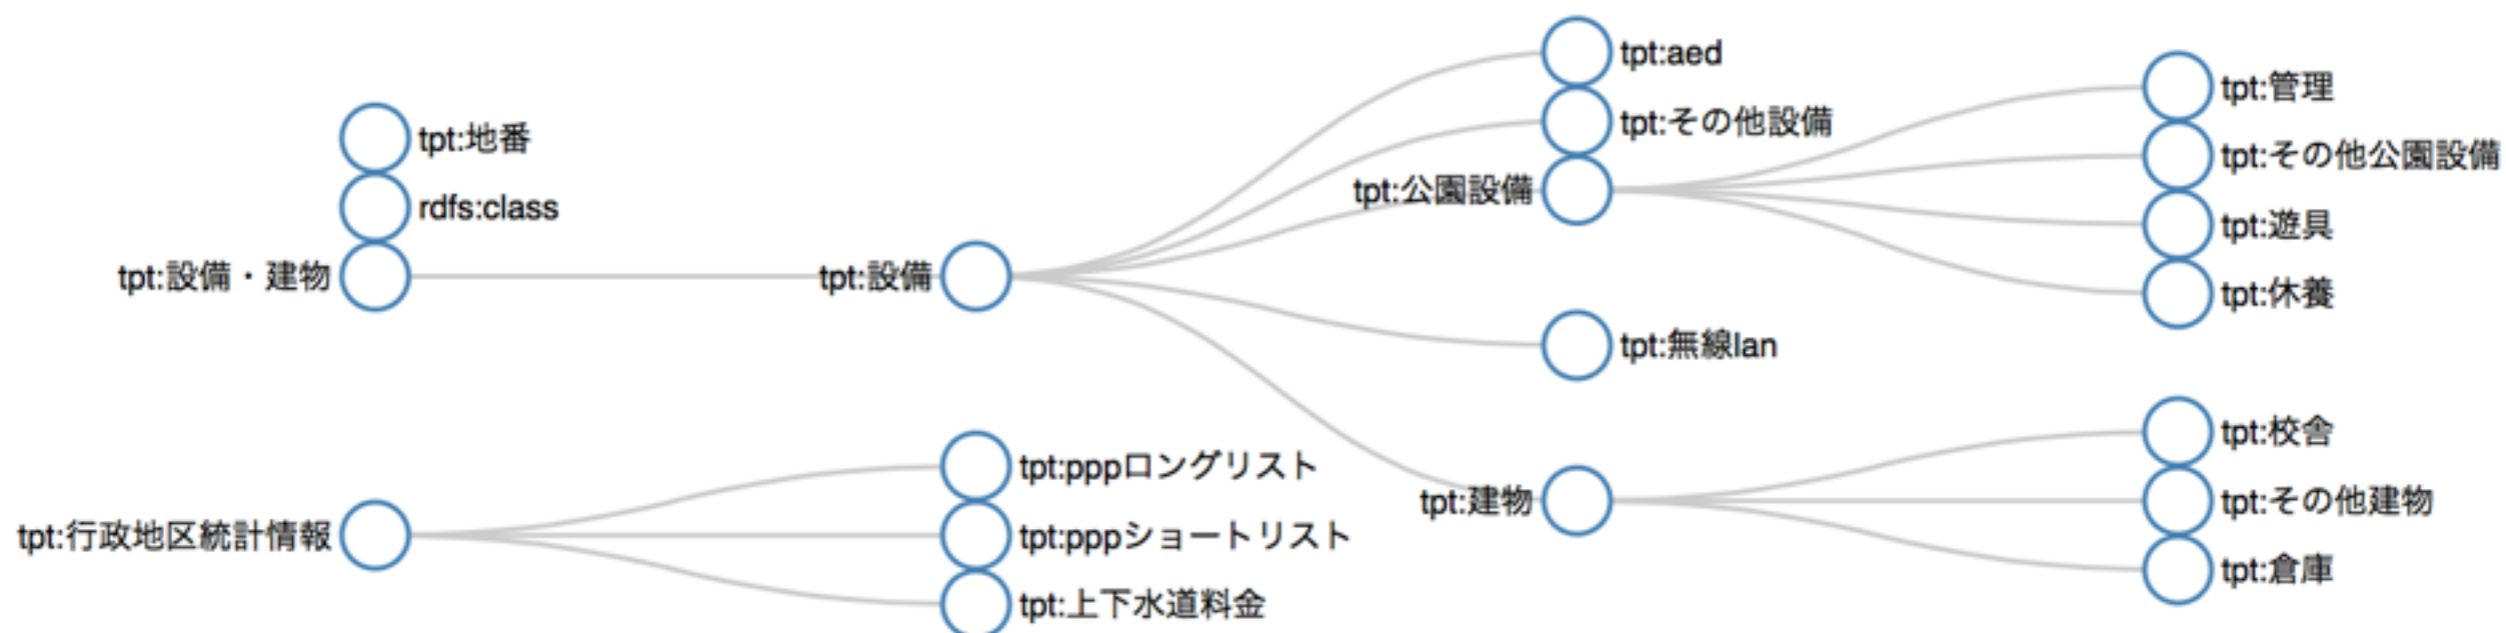 tpt:地番
rdfs:class
tpt:設備・建物
tpt:設備
tpt:aed
tpt:その他設備
tpt:公園設備
tpt:管理
tpt:その他公園設備
tpt:遊具
tpt:休養
tpt:無線lan
tpt:建物
tpt:校舎
tpt:その他建物
tpt:倉庫
tpt:行政地区統計情報
tpt:pppロングリスト
tpt:pppショートリスト
tpt:上下水道料金